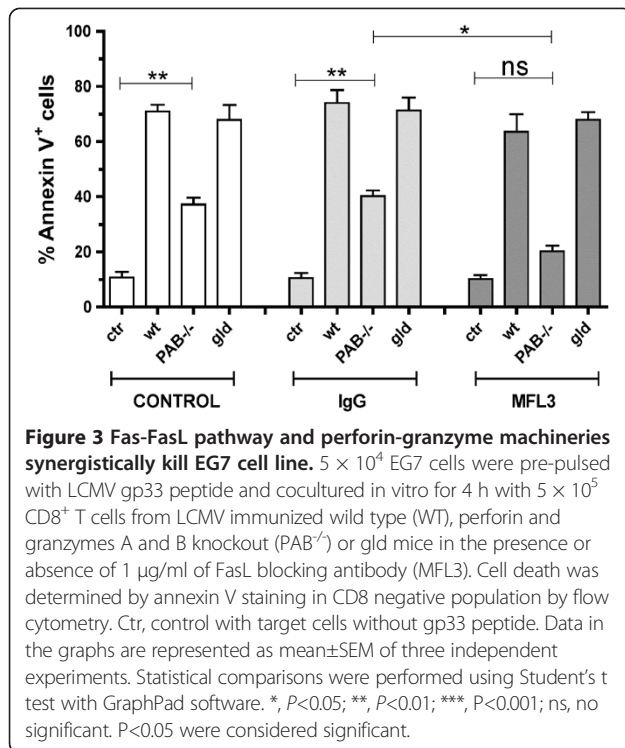 *
** ** ns
% Annexin V+ cells
100
80
60
40
20
0
ctr wt PAB-/- gld ctr wt PAB-/- gld ctr wt PAB-/- gld
CONTROL IgG MFL3
Figure 3 Fas-FasL pathway and perforin-granzyme machineries
synergistically kill EG7 cell line. 5 × 10⁴ EG7 cells were pre-pulsed
with LCMV gp33 peptide and cocultured in vitro for 4 h with 5 × 10⁵
CD8⁺ T cells from LCMV immunized wild type (WT), perforin and
granzymes A and B knockout (PAB⁻/⁻) or gld mice in the presence or
absence of 1 μg/ml of FasL blocking antibody (MFL3). Cell death was
determined by annexin V staining in CD8 negative population by flow
cytometry. Ctr, control with target cells without gp33 peptide. Data in
the graphs are represented as mean±SEM of three independent
experiments. Statistical comparisons were performed using Student's t
test with GraphPad software. *, P<0.05; **, P<0.01; ***, P<0.001; ns, no
significant. P<0.05 were considered significant.